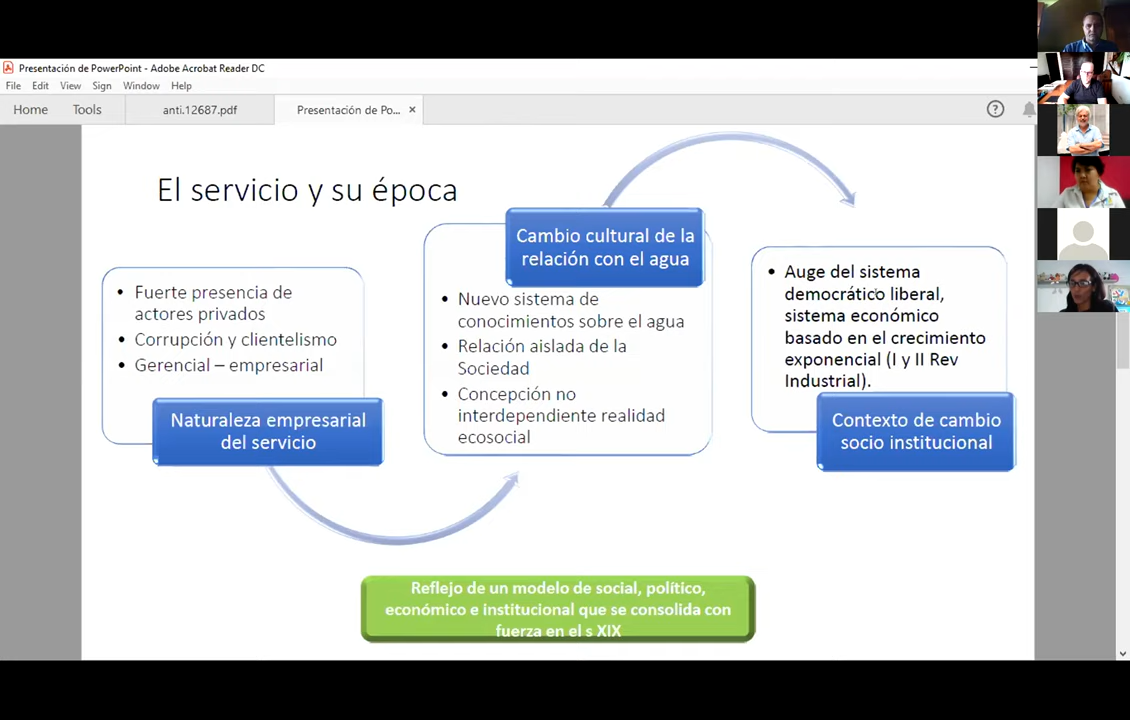 Presentación de PowerPoint - Adobe Acrobat Reader DC
File Edit View Sign Window Help
Home Tools anti.12687.pdf Presentación de Po... ×
El servicio y su época
• Fuerte presencia de
actores privados
• Corrupción y clientelismo
• Gerencial – empresarial
Naturaleza empresarial
del servicio
Cambio cultural de la
relación con el agua
• Nuevo sistema de
conocimientos sobre el agua
• Relación aislada de la
Sociedad
• Concepción no
interdependiente realidad
ecosocial
• Auge del sistema
democrático liberal,
sistema económico
basado en el crecimiento
exponencial (I y II Rev
Industrial).
Contexto de cambio
socio institucional
Reflejo de un modelo de social, político,
económico e institucional que se consolida con
fuerza en el s XIX